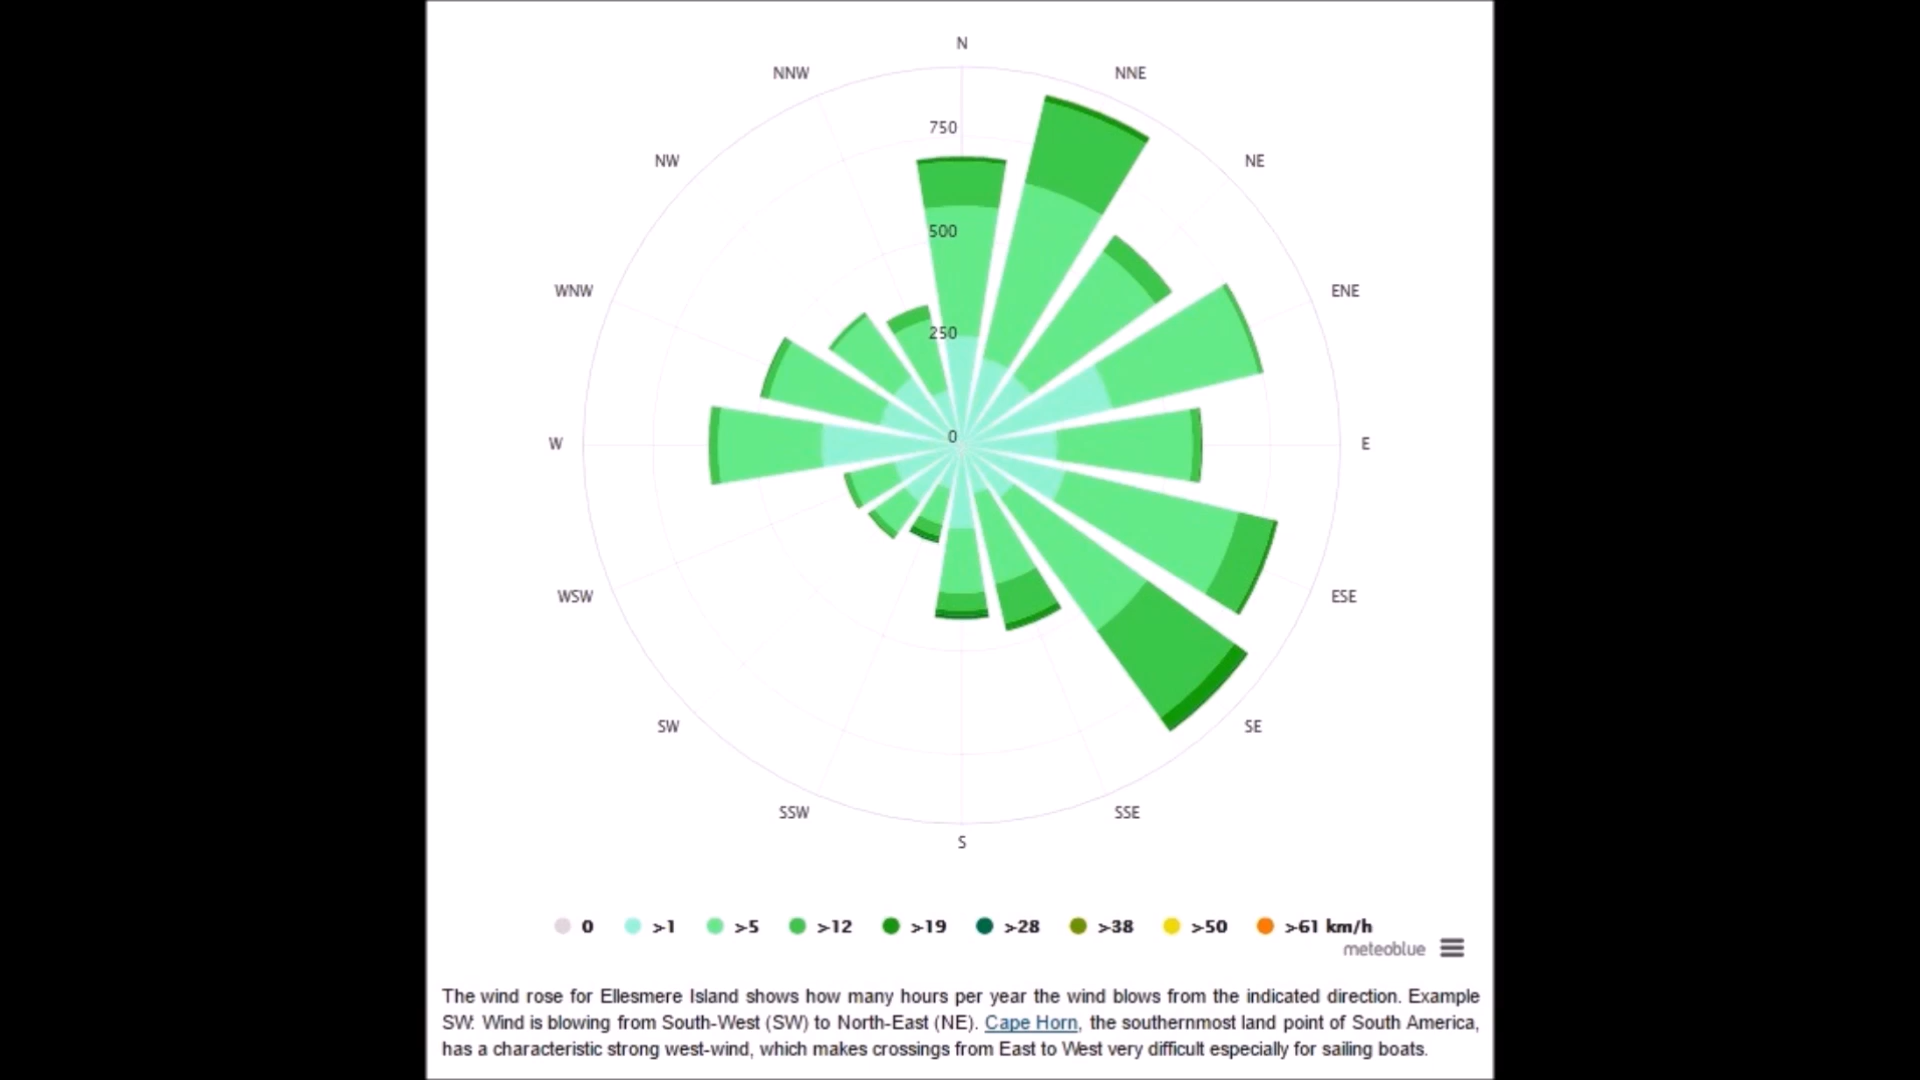 N
NNW
NNE
750
NW
NE
500
WNW
ENE
250
0
W
E
WSW
ESE
SW
SE
SSW
SSE
S
0 >1 >5 >12 >19 >28 >38 >50 >61 km/h
meteoblue
The wind rose for Ellesmere Island shows how many hours per year the wind blows from the indicated direction. Example
SW: Wind is blowing from South-West (SW) to North-East (NE). Cape Horn, the southernmost land point of South America,
has a characteristic strong west-wind, which makes crossings from East to West very difficult especially for sailing boats.